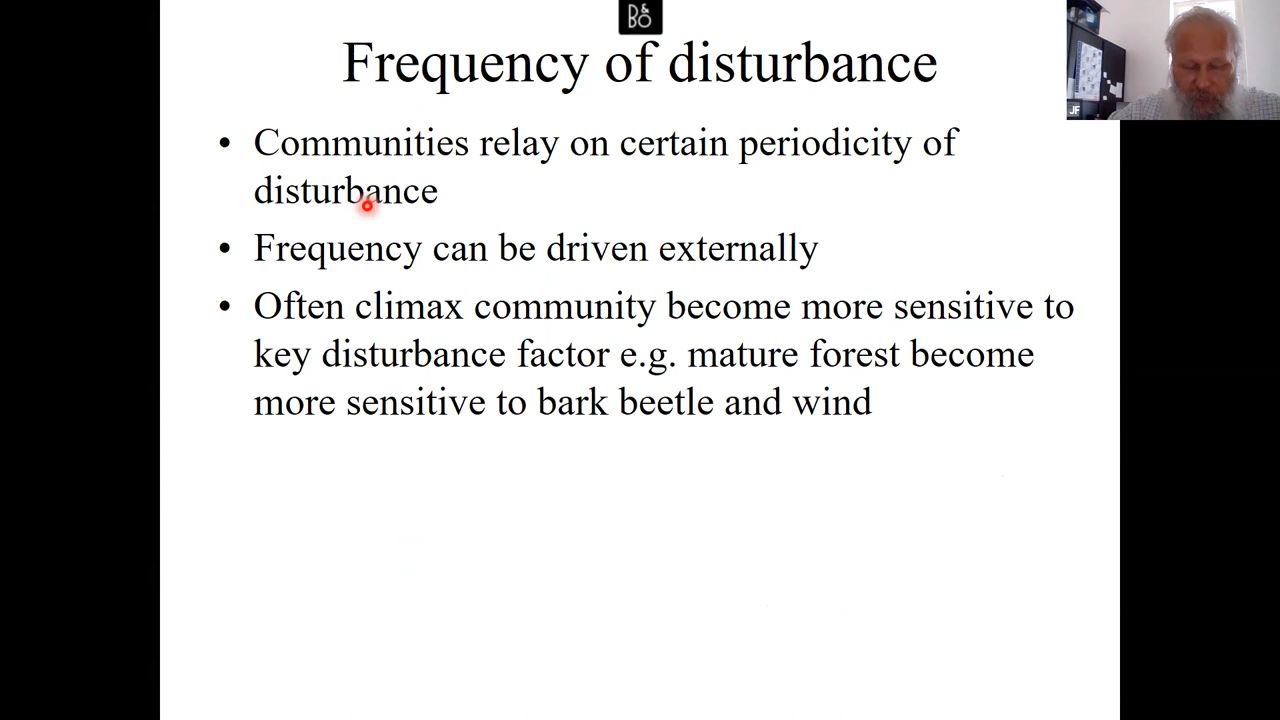 B&O
Frequency of disturbance
JF
• Communities relay on certain periodicity of
disturbance
• Frequency can be driven externally
• Often climax community become more sensitive to
key disturbance factor e.g. mature forest become
more sensitive to bark beetle and wind